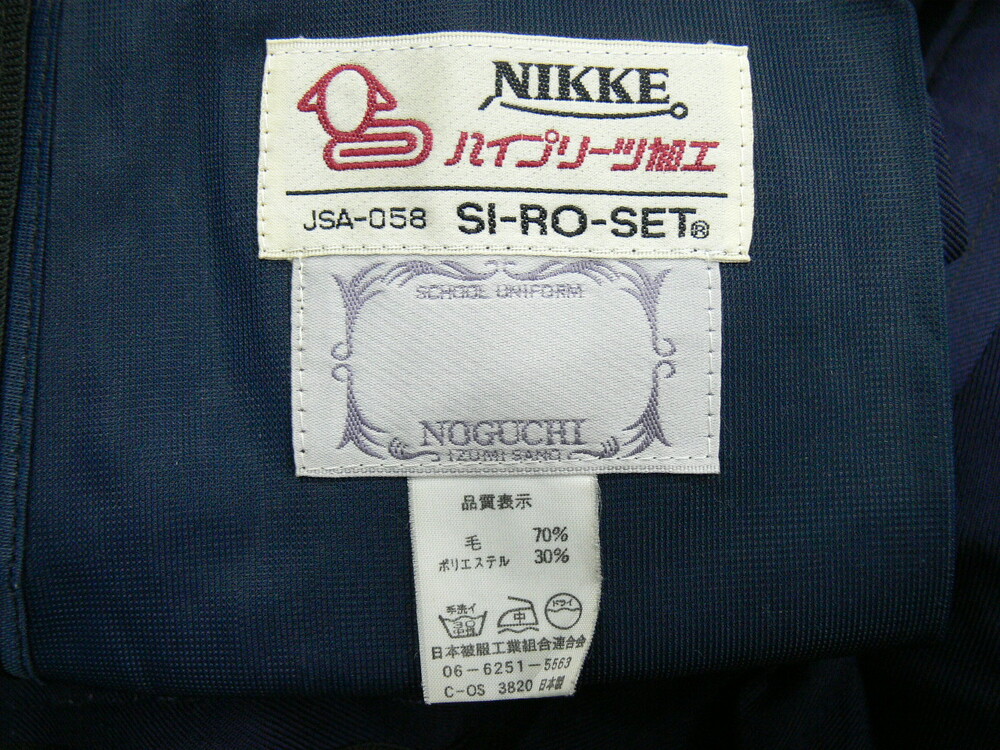 NIKKE
ハイプリーツ加工
JSA-058 SI-RO-SET®
SCHOOL UNIFORM
NOGUCHI
IZUMI SANO
品質表示
毛 70%
ポリエステル 30%
手洗イ
30
中性
中
ドライ
日本被服工業組合連合会
06-6251-5563
C-OS 3820 日本製